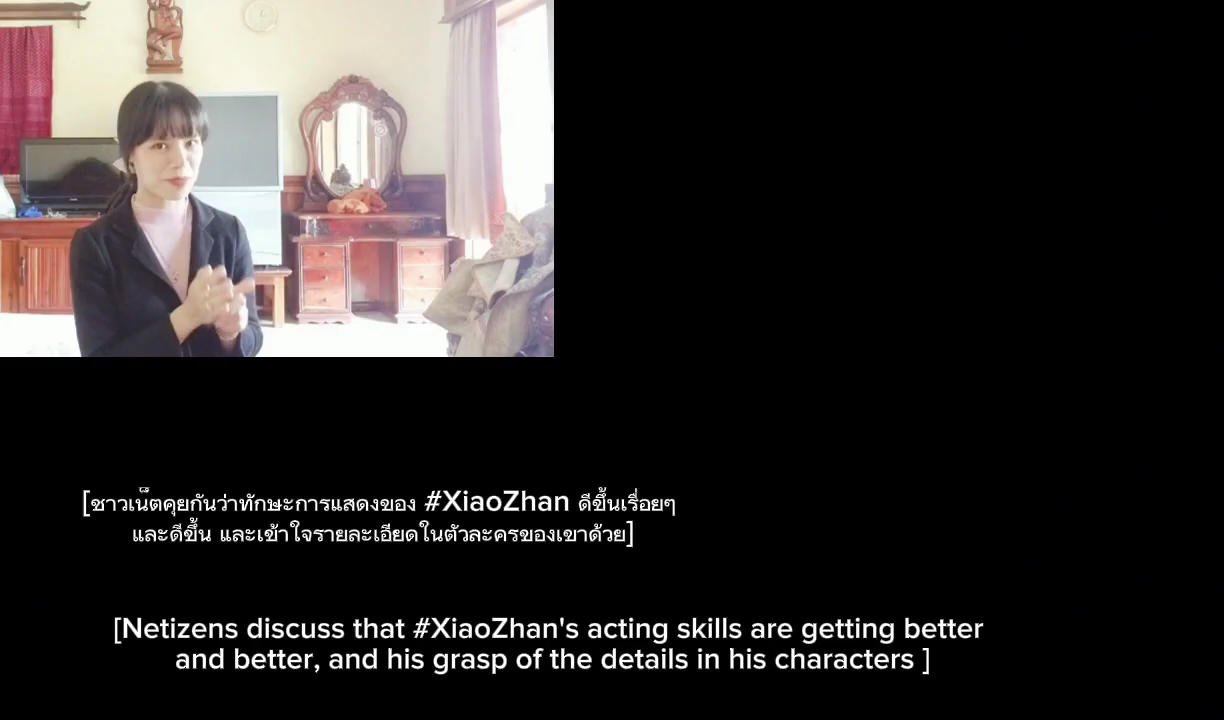 [ชาวเน็ตคุยกันว่าทักษะการแสดงของ #XiaoZhan ดีขึ้นเรื่อยๆ
และดีขึ้น และเข้าใจรายละเอียดในตัวละครของเขาด้วย]
[Netizens discuss that #XiaoZhan's acting skills are getting better
and better, and his grasp of the details in his characters ]